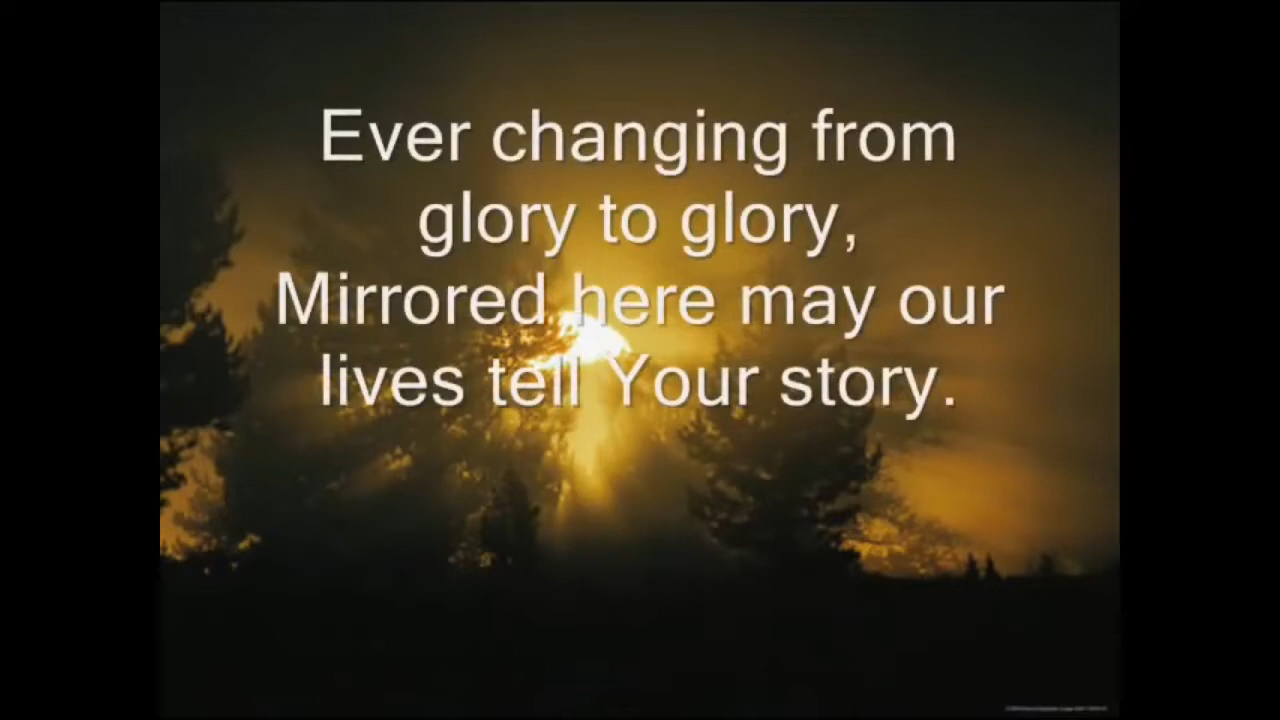 Ever changing from
glory to glory,
Mirrored here may our
lives tell Your story.